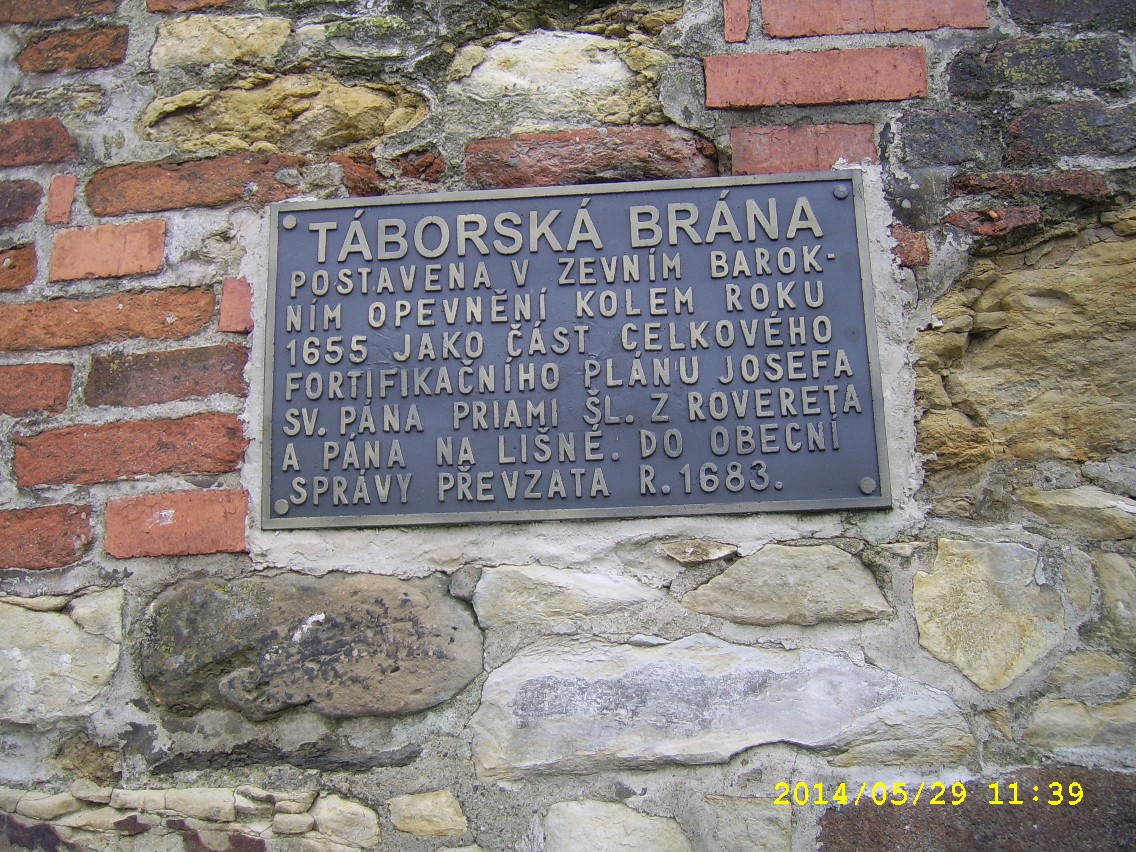 TÁBORSKÁ BRÁNA
POSTAVENA V ZEVNÍM BAROK-
NÍM OPEVNĚNÍ KOLEM ROKU
1655 JAKO ČÁST CELKOVÉHO
FORTIFIKAČNÍHO PLÁNU JOSEFA
SV. PÁNA PRIAMI ŠL. Z ROVERETA
A PÁNA NA LIŠNĚ. DO OBECNÍ
SPRÁVY PŘEVZATA R. 1683.
2014/05/29 11:39